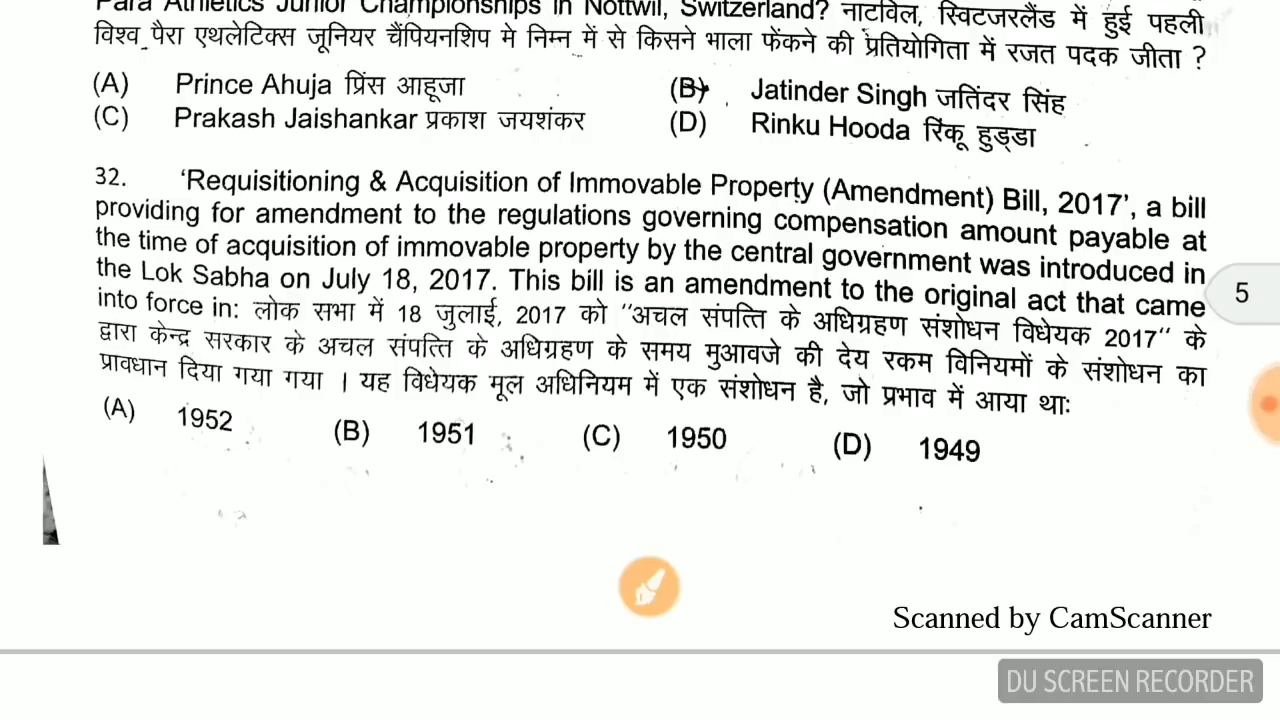 Para Athletics Junior Championships in Nottwil, Switzerland? नाटविल, स्विटजरलैंड में हुई पहली
विश्व पैरा एथलेटिक्स जूनियर चैंपियनशिप मे निम्न में से किसने भाला फेंकने की प्रतियोगिता में रजत पदक जीता ?
(A) Prince Ahuja प्रिंस आहूजा (B) Jatinder Singh जतिंदर सिंह
(C) Prakash Jaishankar प्रकाश जयशंकर (D) Rinku Hooda रिंकू हुड्डा
32. ‘Requisitioning & Acquisition of Immovable Property (Amendment) Bill, 2017’, a bill
providing for amendment to the regulations governing compensation amount payable at
the time of acquisition of immovable property by the central government was introduced in
the Lok Sabha on July 18, 2017. This bill is an amendment to the original act that came
into force in: लोक सभा में 18 जुलाई, 2017 को “अचल संपत्ति के अधिग्रहण संशोधन विधेयक 2017“ के
द्वारा केन्द्र सरकार के अचल संपत्ति के अधिग्रहण के समय मुआवजे की देय रकम विनियमों के संशोधन का
प्रावधान दिया गया गया । यह विधेयक मूल अधिनियम में एक संशोधन है, जो प्रभाव में आया थाः
(A) 1952 (B) 1951 (C) 1950 (D) 1949
5
Scanned by CamScanner
DU SCREEN RECORDER